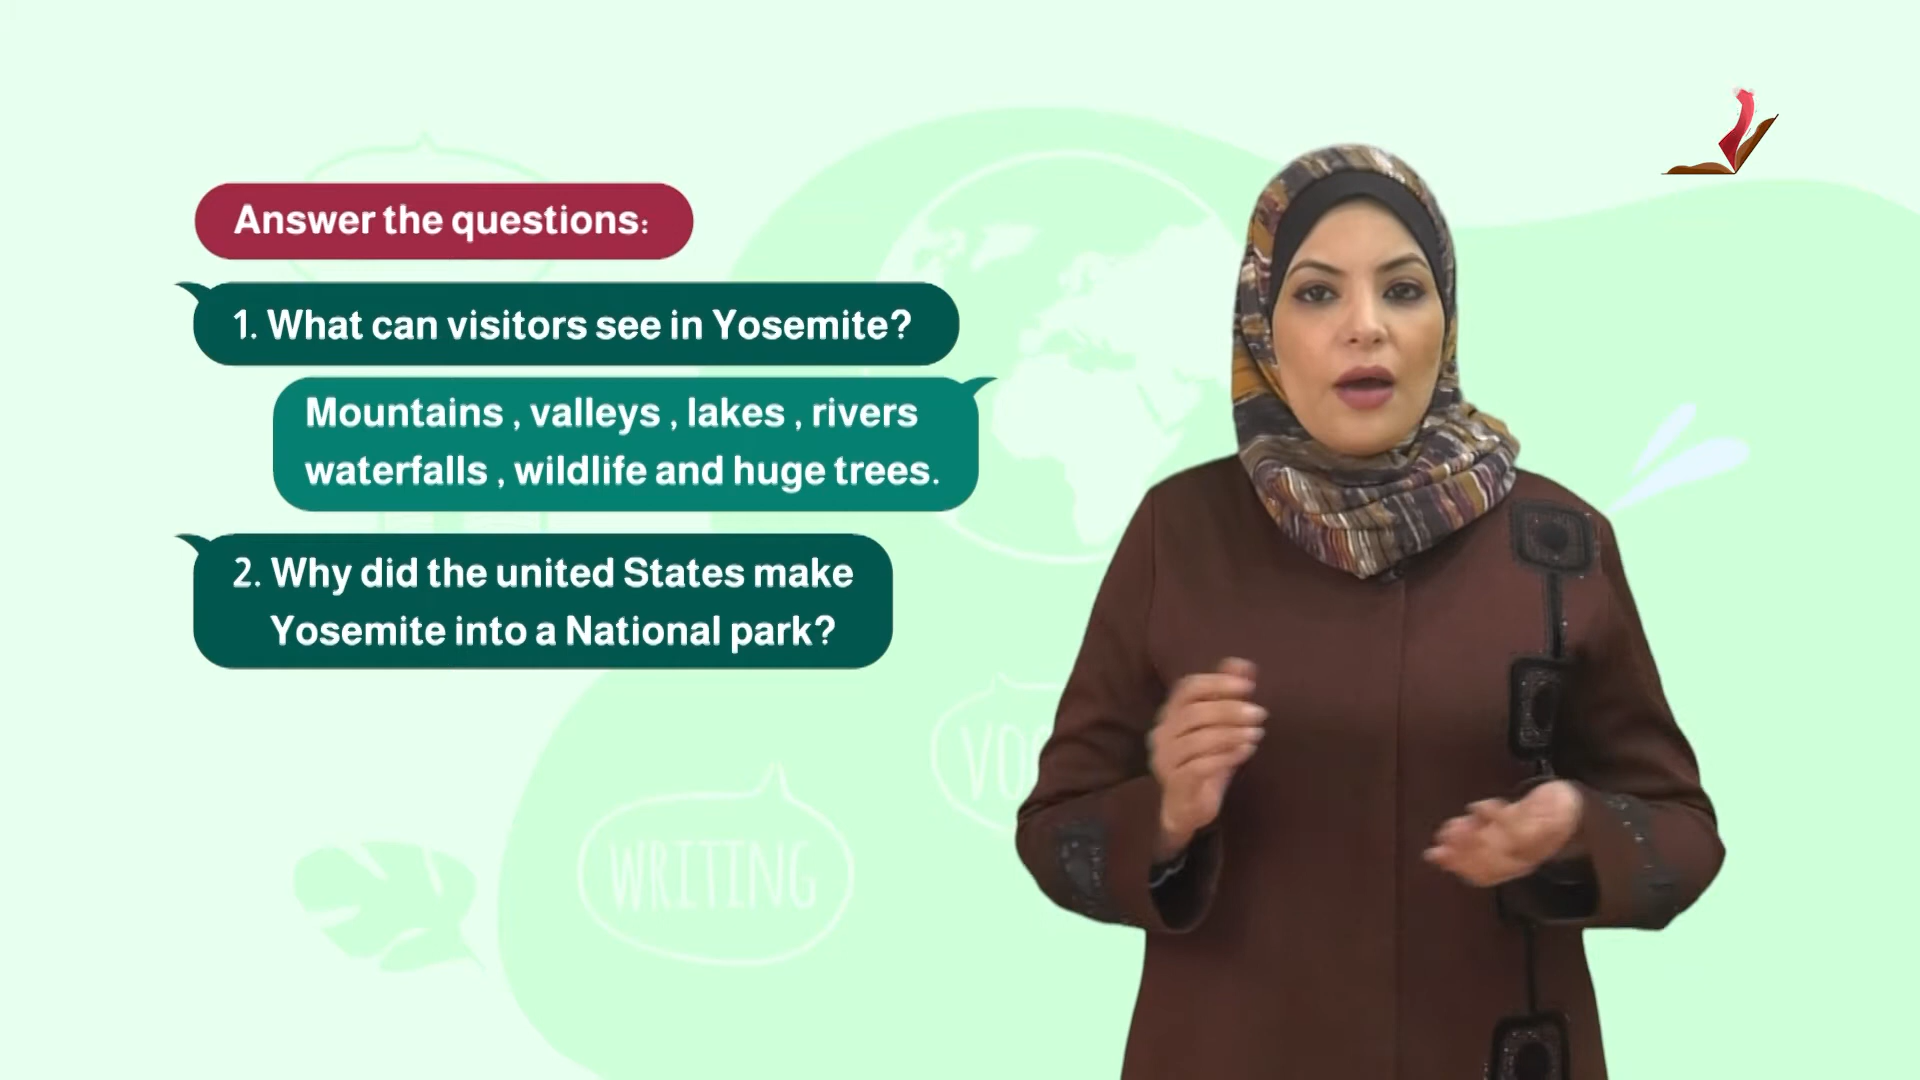 Answer the questions:
1. What can visitors see in Yosemite?
Mountains , valleys , lakes , rivers
waterfalls , wildlife and huge trees.
2. Why did the united States make
Yosemite into a National park?
VO
WRITING